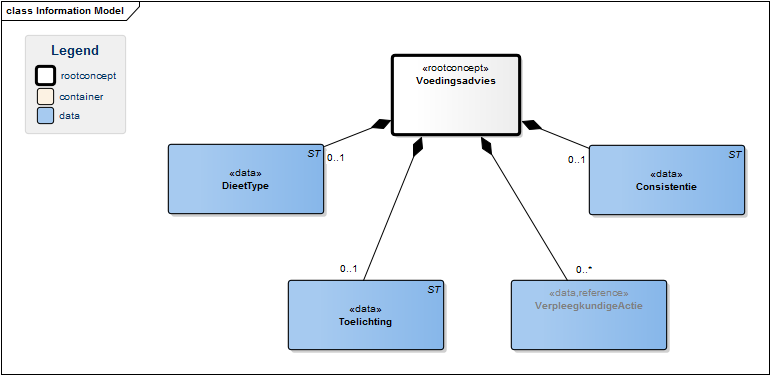 class Information Model
Legend
rootconcept
container
data
«rootconcept»
Voedingsadvies
ST
«data»
DieetType
0..1
ST
«data»
Consistentie
0..1
ST
«data»
Toelichting
0..1
«data,reference»
VerpleegkundigeActie
0..*